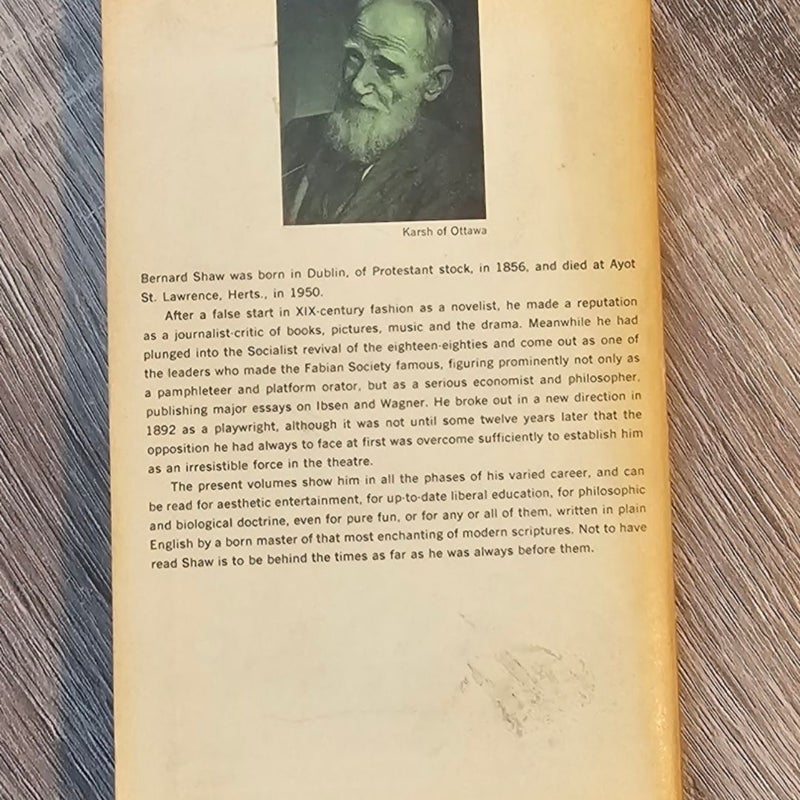 Karsh of Ottawa
Bernard Shaw was born in Dublin, of Protestant stock, in 1856, and died at Ayot
St. Lawrence, Herts., in 1950.
After a false start in XIX-century fashion as a novelist, he made a reputation
as a journalist-critic of books, pictures, music and the drama. Meanwhile he had
plunged into the Socialist revival of the eighteen-eighties and come out as one of
the leaders who made the Fabian Society famous, figuring prominently not only as
a pamphleteer and platform orator, but as a serious economist and philosopher,
publishing major essays on Ibsen and Wagner. He broke out in a new direction in
1892 as a playwright, although it was not until some twelve years later that the
opposition he had always to face at first was overcome sufficiently to establish him
as an irresistible force in the theatre.
The present volumes show him in all the phases of his varied career, and can
be read for aesthetic entertainment, for up-to-date liberal education, for philosophic
and biological doctrine, even for pure fun, or for any or all of them, written in plain
English by a born master of that most enchanting of modern scriptures. Not to have
read Shaw is to be behind the times as far as he was always before them.